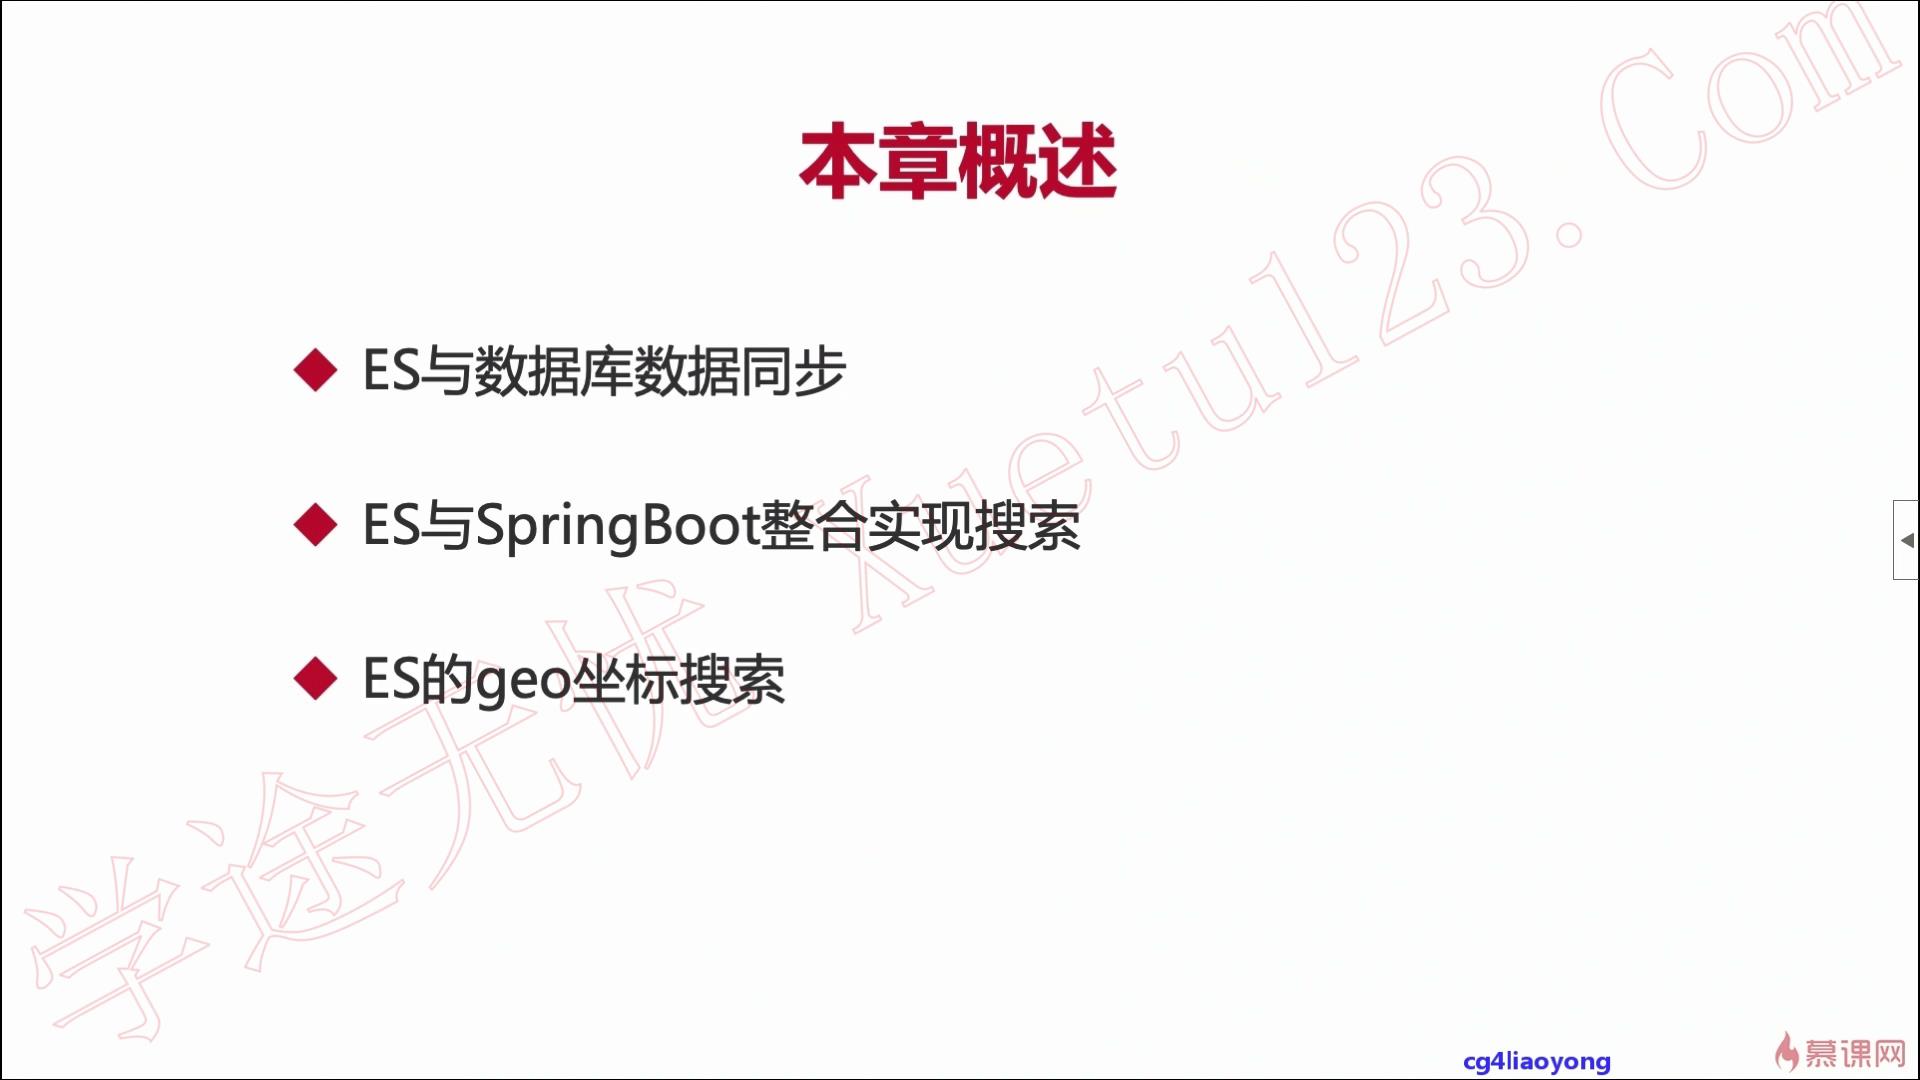 本章概述
ES与数据库数据同步
ES与SpringBoot整合实现搜索
ES的geo坐标搜索
学途无忧 Xuetu123.Com
cg4liaoyong
慕课网